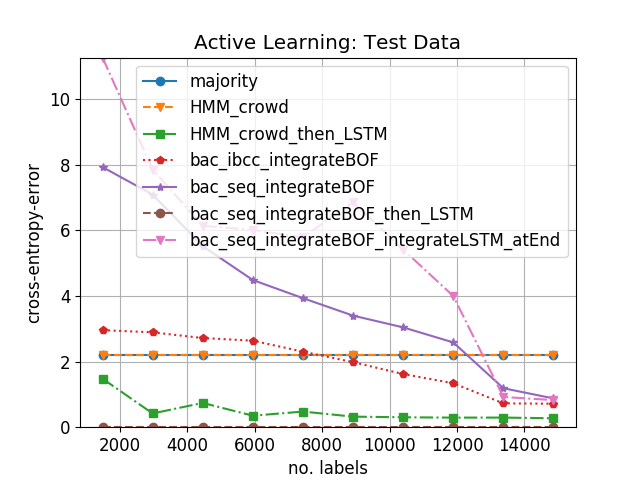 Active Learning: Test Data
majority
HMM_crowd
HMM_crowd_then_LSTM
bac_ibcc_integrateBOF
bac_seq_integrateBOF
bac_seq_integrateBOF_then_LSTM
bac_seq_integrateBOF_integrateLSTM_atEnd
cross-entropy-error
10
8
6
4
2
0
2000 4000 6000 8000 10000 12000 14000
no. labels